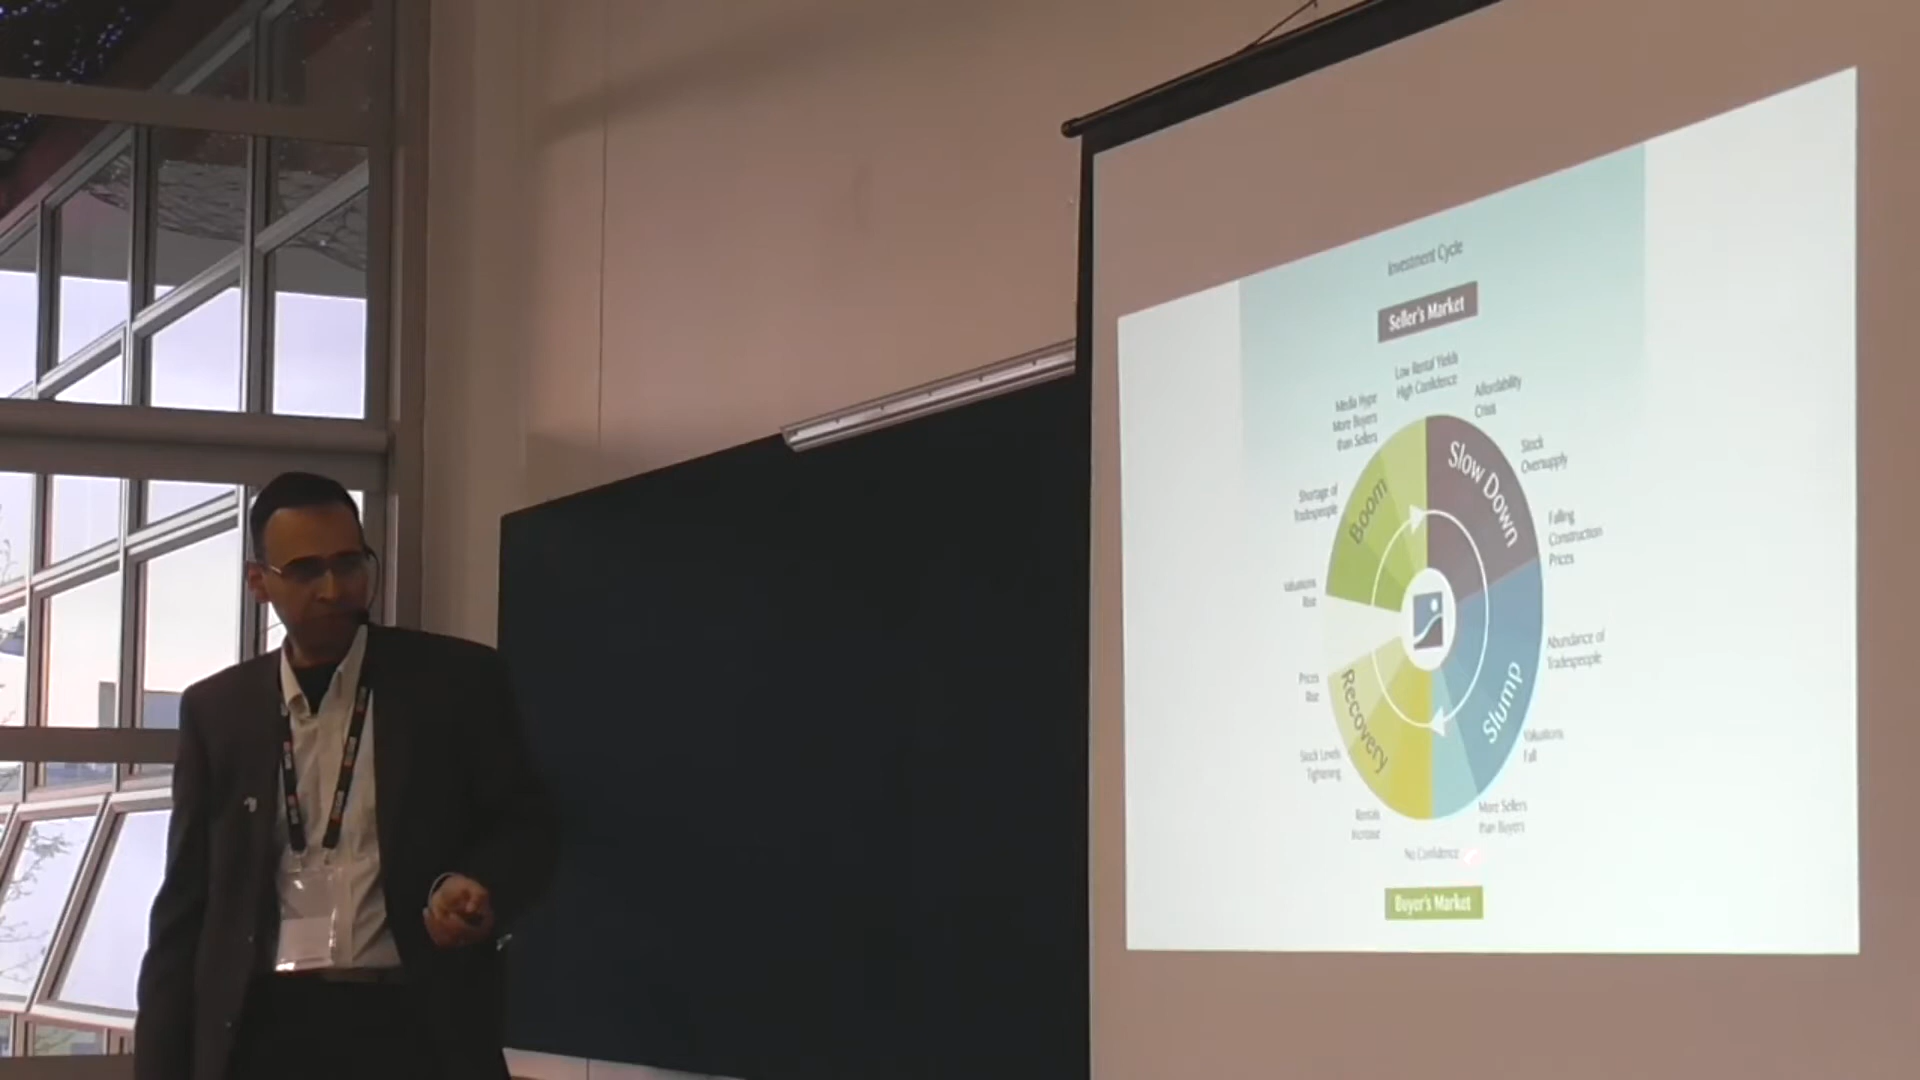 Investment Cycle
Seller's Market
Low Rental Yields
High Confidence
Media Hype
More Buyers
than Sellers
Affordability
Crisis
Stock
Oversupply
Slow Down
Boom
Shortage of
Tradespeople
Falling
Construction
Prices
Valuations
Rise
Abundance of
Tradespeople
Prices
Rise
Recovery
Slump
Valuations
Fall
Stock Levels
Tightening
More Sellers
than Buyers
Rentals
Increase
No Confidence
Buyer's Market